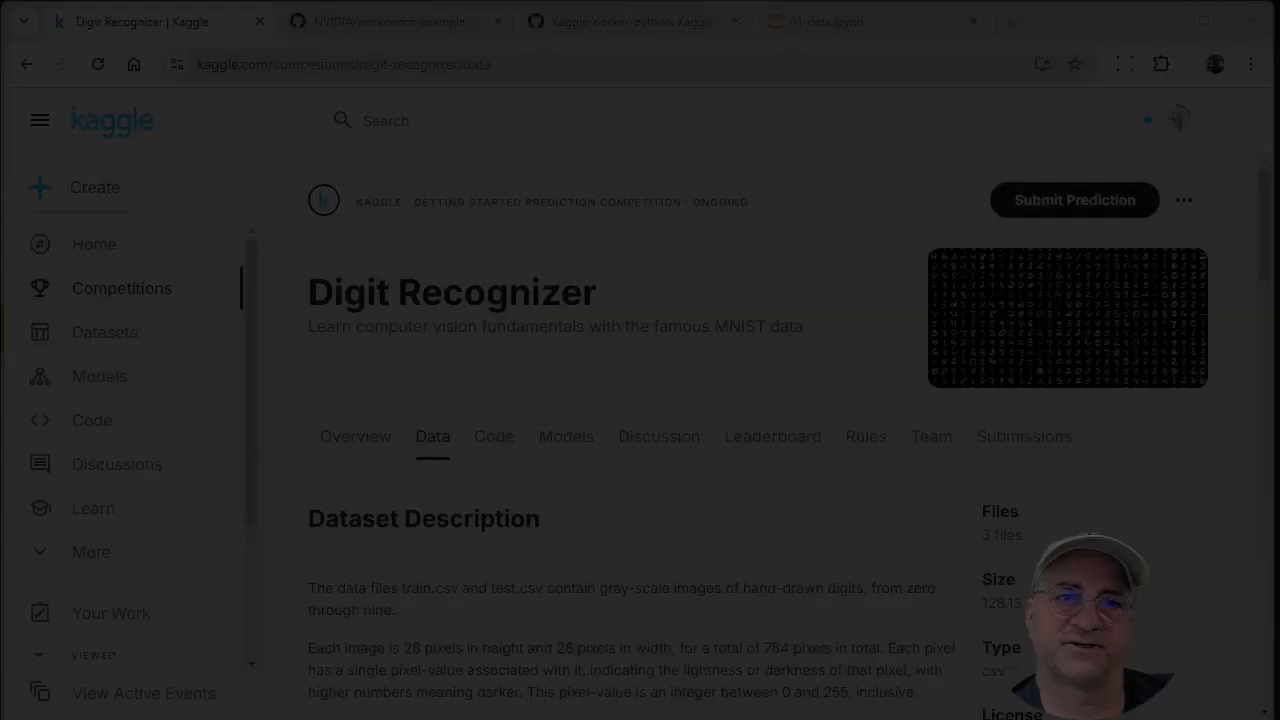 Digit Recognizer | Kaggle
NVIDIA/workbench-example-
Kaggle/docker-python: Kaggle
01-data.ipynb
kaggle.com/competitions/digit-recognizer/data
kaggle
Search
Create
KAGGLE · GETTING STARTED PREDICTION COMPETITION · ONGOING
Submit Prediction
Home
Competitions
Datasets
Models
Code
Discussions
Learn
More
Your Work
VIEWED
View Active Events
Digit Recognizer
Learn computer vision fundamentals with the famous MNIST data
Overview Data Code Models Discussion Leaderboard Rules Team Submissions
Dataset Description
The data files train.csv and test.csv contain gray-scale images of hand-drawn digits, from zero
through nine.
Each image is 28 pixels in height and 28 pixels in width, for a total of 784 pixels in total. Each pixel
has a single pixel-value associated with it, indicating the lightness or darkness of that pixel, with
higher numbers meaning darker. This pixel-value is an integer between 0 and 255, inclusive.
Files
3 files
Size
128.13
Type
csv
License